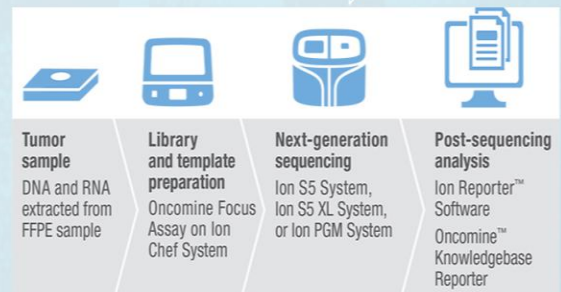 Tumor
sample
DNA and RNA
extracted from
FFPE sample
Library
and template
preparation
Oncomine Focus
Assay on Ion
Chef System
Next-generation
sequencing
Ion S5 System,
Ion S5 XL System,
or Ion PGM System
Post-sequencing
analysis
Ion Reporter™
Software
Oncomine™
Knowledgebase
Reporter